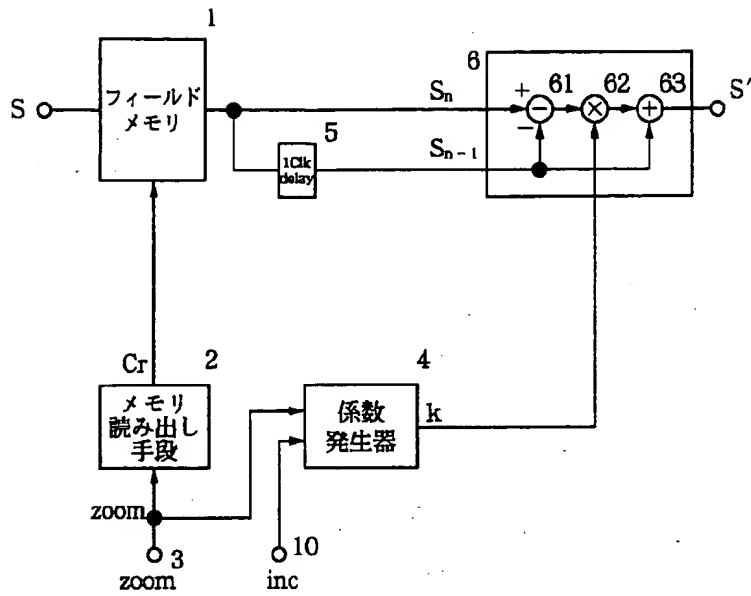 1
フィールド
メモリ
S
Sn
5
1Clk
delay
Sn-1
6
+
−
61
×
62
+
63
S′
−
Cr
2
メモリ
読み出し
手段
4
係数
発生器
k
zoom
3
zoom
10
inc